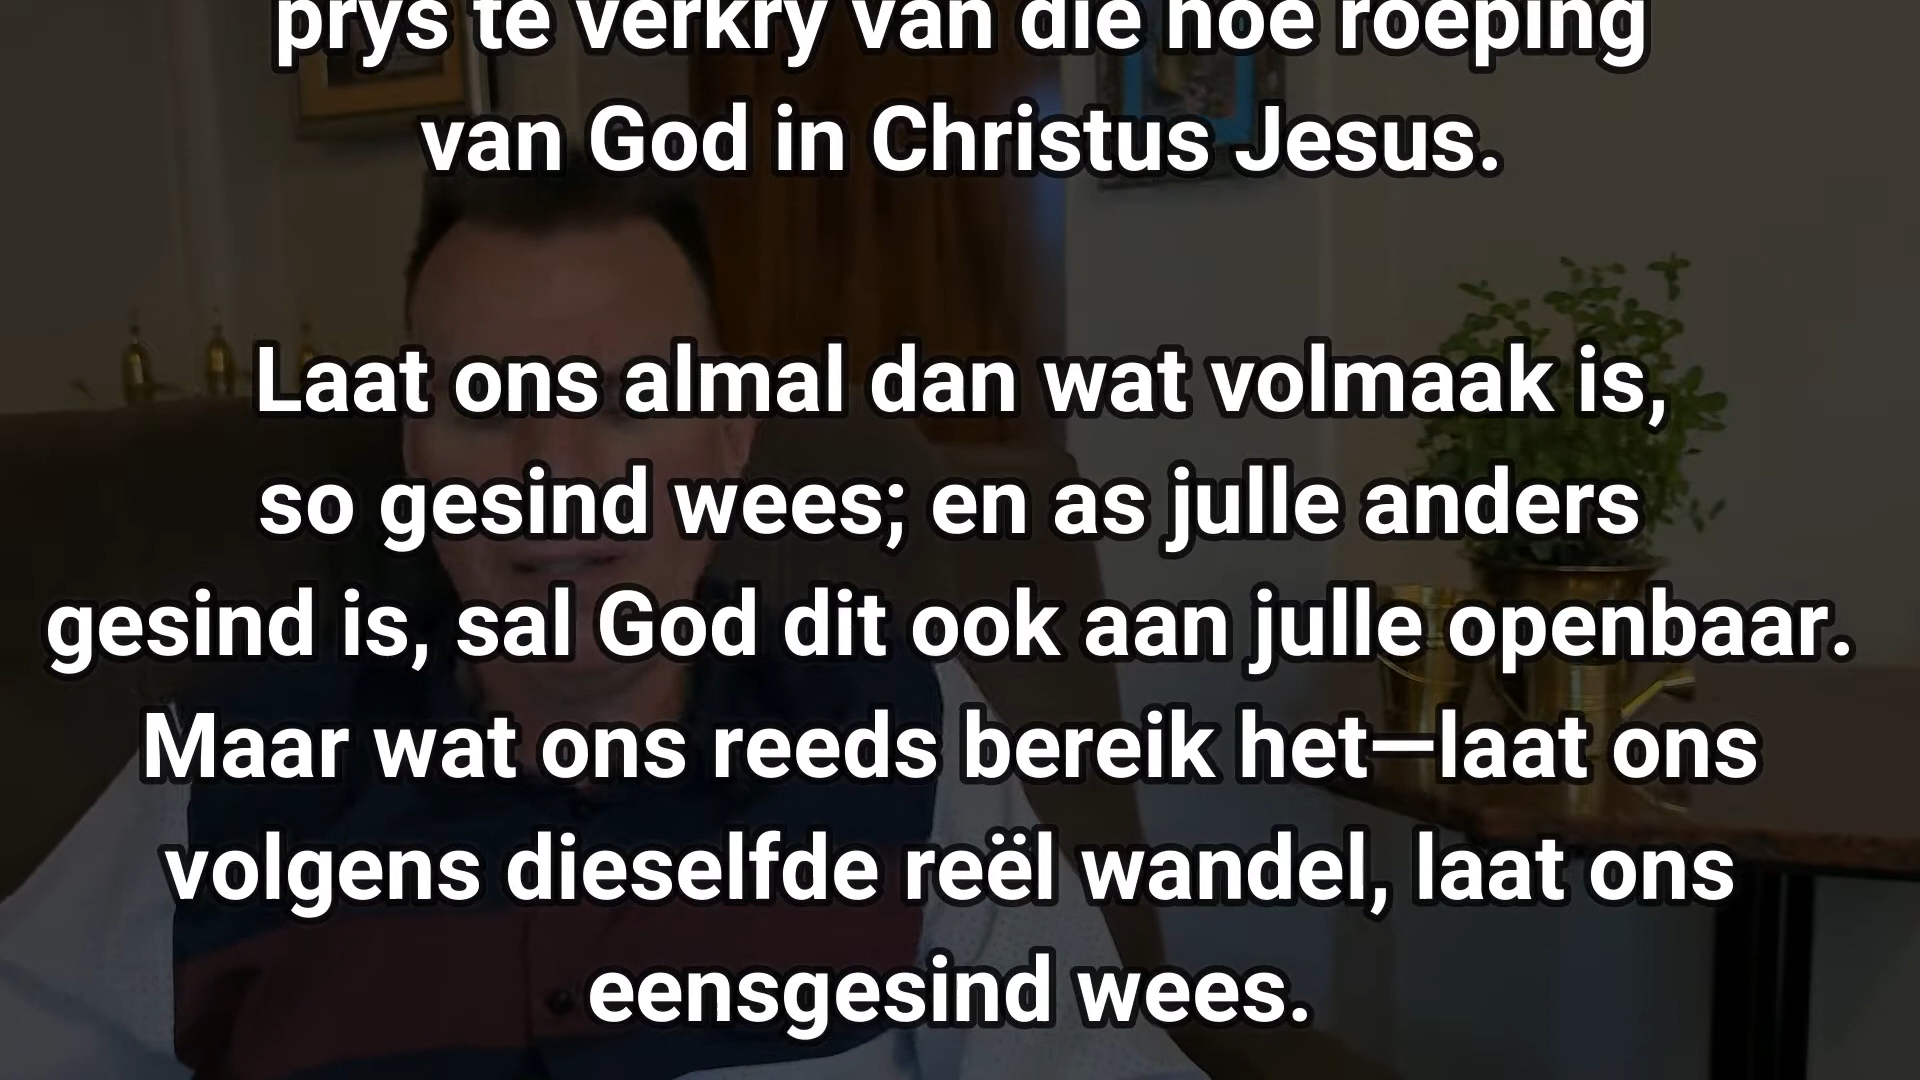 prys te verkry van die hoë roeping
van God in Christus Jesus.
Laat ons almal dan wat volmaak is,
so gesind wees; en as julle anders
gesind is, sal God dit ook aan julle openbaar.
Maar wat ons reeds bereik het—laat ons
volgens dieselfde reël wandel, laat ons
eensgesind wees.